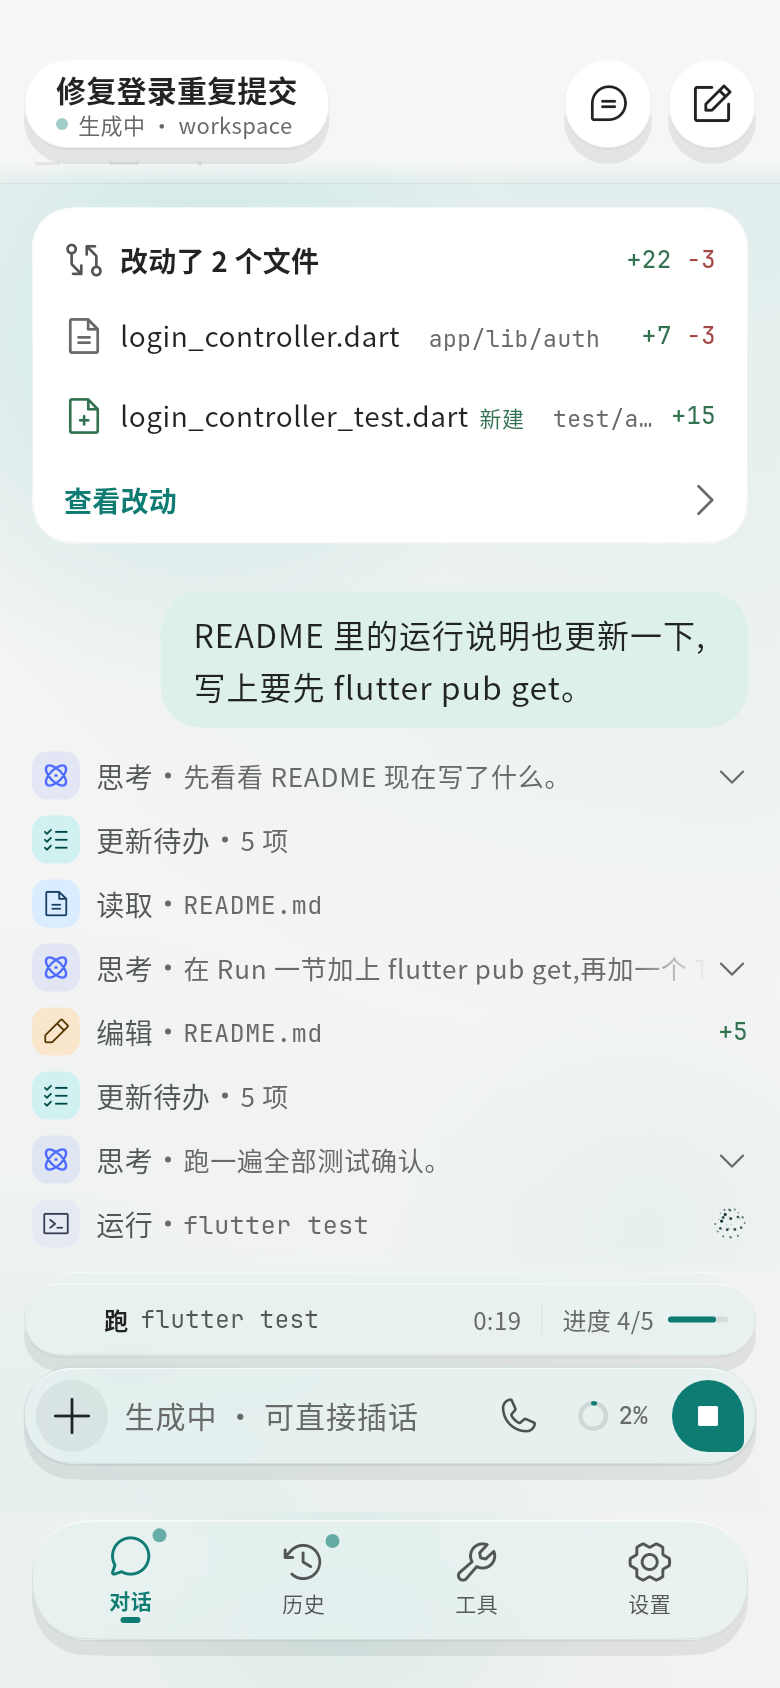 修复登录重复提交
生成中 · workspace
改动了 2 个文件 +22 -3
login_controller.dart app/lib/auth +7 -3
login_controller_test.dart 新建 test/a… +15
查看改动
README 里的运行说明也更新一下,
写上要先 flutter pub get。
思考 · 先看看 README 现在写了什么。
更新待办 · 5 项
读取 · README.md
思考 · 在 Run 一节加上 flutter pub get,再加一个
编辑 · README.md +5
更新待办 · 5 项
思考 · 跑一遍全部测试确认。
运行 · flutter test
跑 flutter test 0:19 进度 4/5
生成中 · 可直接插话 2%
对话 历史 工具 设置